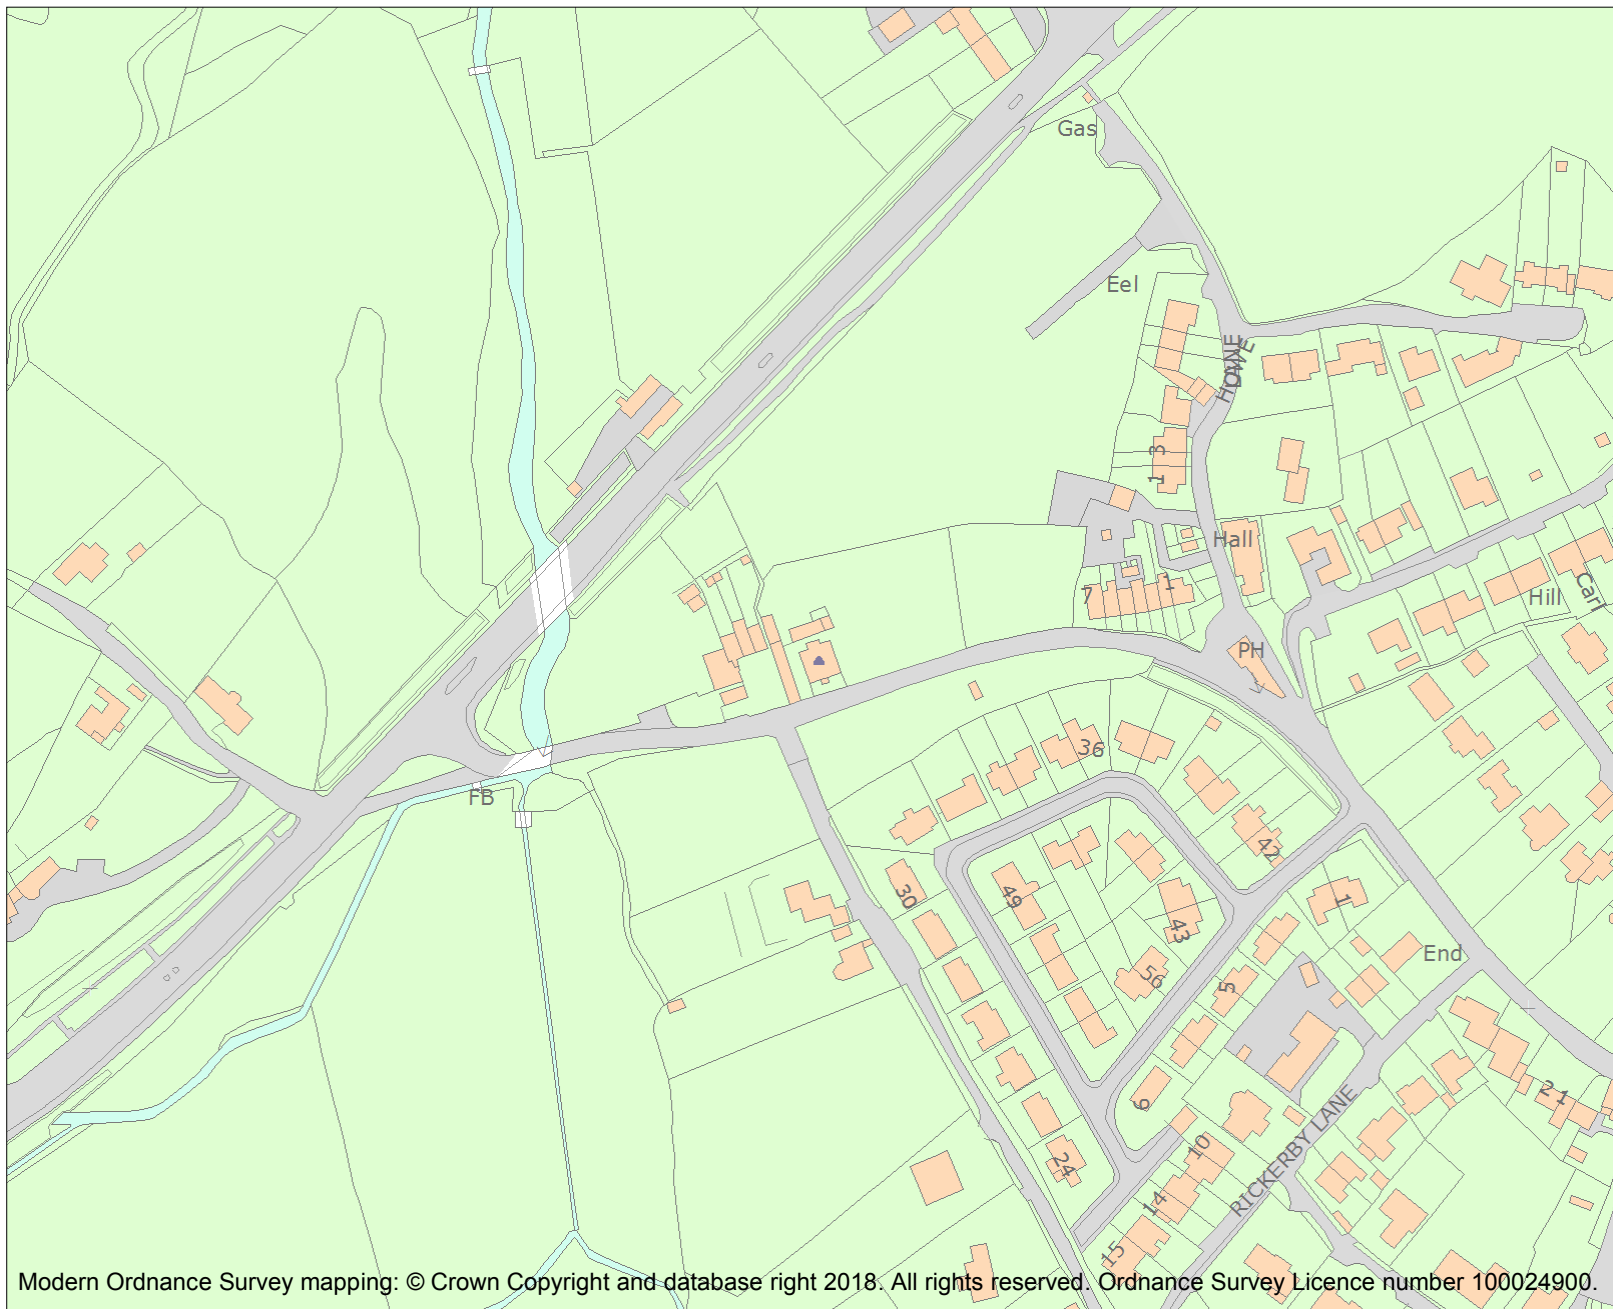 Gas
Eel
HOWE
LANE
3
1
Hall
7
1
Hill
Carl
PH
36
FB
42
30
49
1
43
End
56
5
21
9
24
10
RICKERBY LANE
14
15
Modern Ordnance Survey mapping: © Crown Copyright and database right 2018. All rights reserved. Ordnance Survey Licence number 100024900.